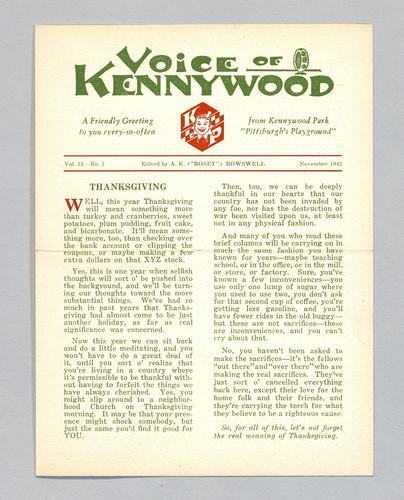 VOICE OF
KENNYWOOD
A Friendly Greeting
to you every-so-often
K
P
from Kennywood Park
"Pittsburgh's Playground"
Vol. 12 — No. 1
Edited by A. K. ("ROSEY") ROWSWELL
November 1942
THANKSGIVING
WELL, this year Thanksgiving
will mean something more
than turkey and cranberries, sweet
potatoes, plum pudding, fruit cake,
and bicarbonate. It'll mean some-
thing more, too, than checking over
the bank account or clipping the
coupons, or maybe making a few
extra dollars on that XYZ stock.
Yes, this is one year when selfish
thoughts will sort o' be pushed into
the background, and we'll be turn-
ing our thoughts toward the more
substantial things. We've had so
much in past years that Thanks-
giving had almost come to be just
another holiday, as far as real
significance was concerned.
Now this year we can sit back
and do a little meditating, and you
won't have to do a great deal of
it, until you sort o' realize that
you're living in a country where
it's permissible to be thankful with-
out having to forfeit the things we
have always cherished. Yes, you
might slip around to a neighbor-
hood Church on Thanksgiving
morning. It may be that your pres-
ence might shock somebody, but
just the same you'd find it good for
YOU.
Then, too, we can be deeply
thankful in our hearts that our
country has not been invaded by
any foe, nor has the destruction of
war been visited upon us, at least
not in any physical fashion.
And many of you who read these
brief columns will be carrying on in
much the same fashion you have
known for years—maybe teaching
school, or in the office, or in the mill,
or store, or factory. Sure, you've
known a few inconveniences—you
use only one lump of sugar where
you used to use two, you don't ask
for that second cup of coffee, you're
getting less gasoline, and you'll
have fewer rides in the old buggy—
but these are not sacrifices—these
are inconveniences, and you can't
cry about that.
No, you haven't been asked to
make the sacrifices—it's the fellows
"out there" and "over there" who are
making the real sacrifices. They've
just sort o' cancelled everything
back here, except their love for the
home folk and their friends, and
they're carrying the torch for what
they believe to be a righteous cause.
So, for all of this, let's not forget
the real meaning of Thanksgiving.